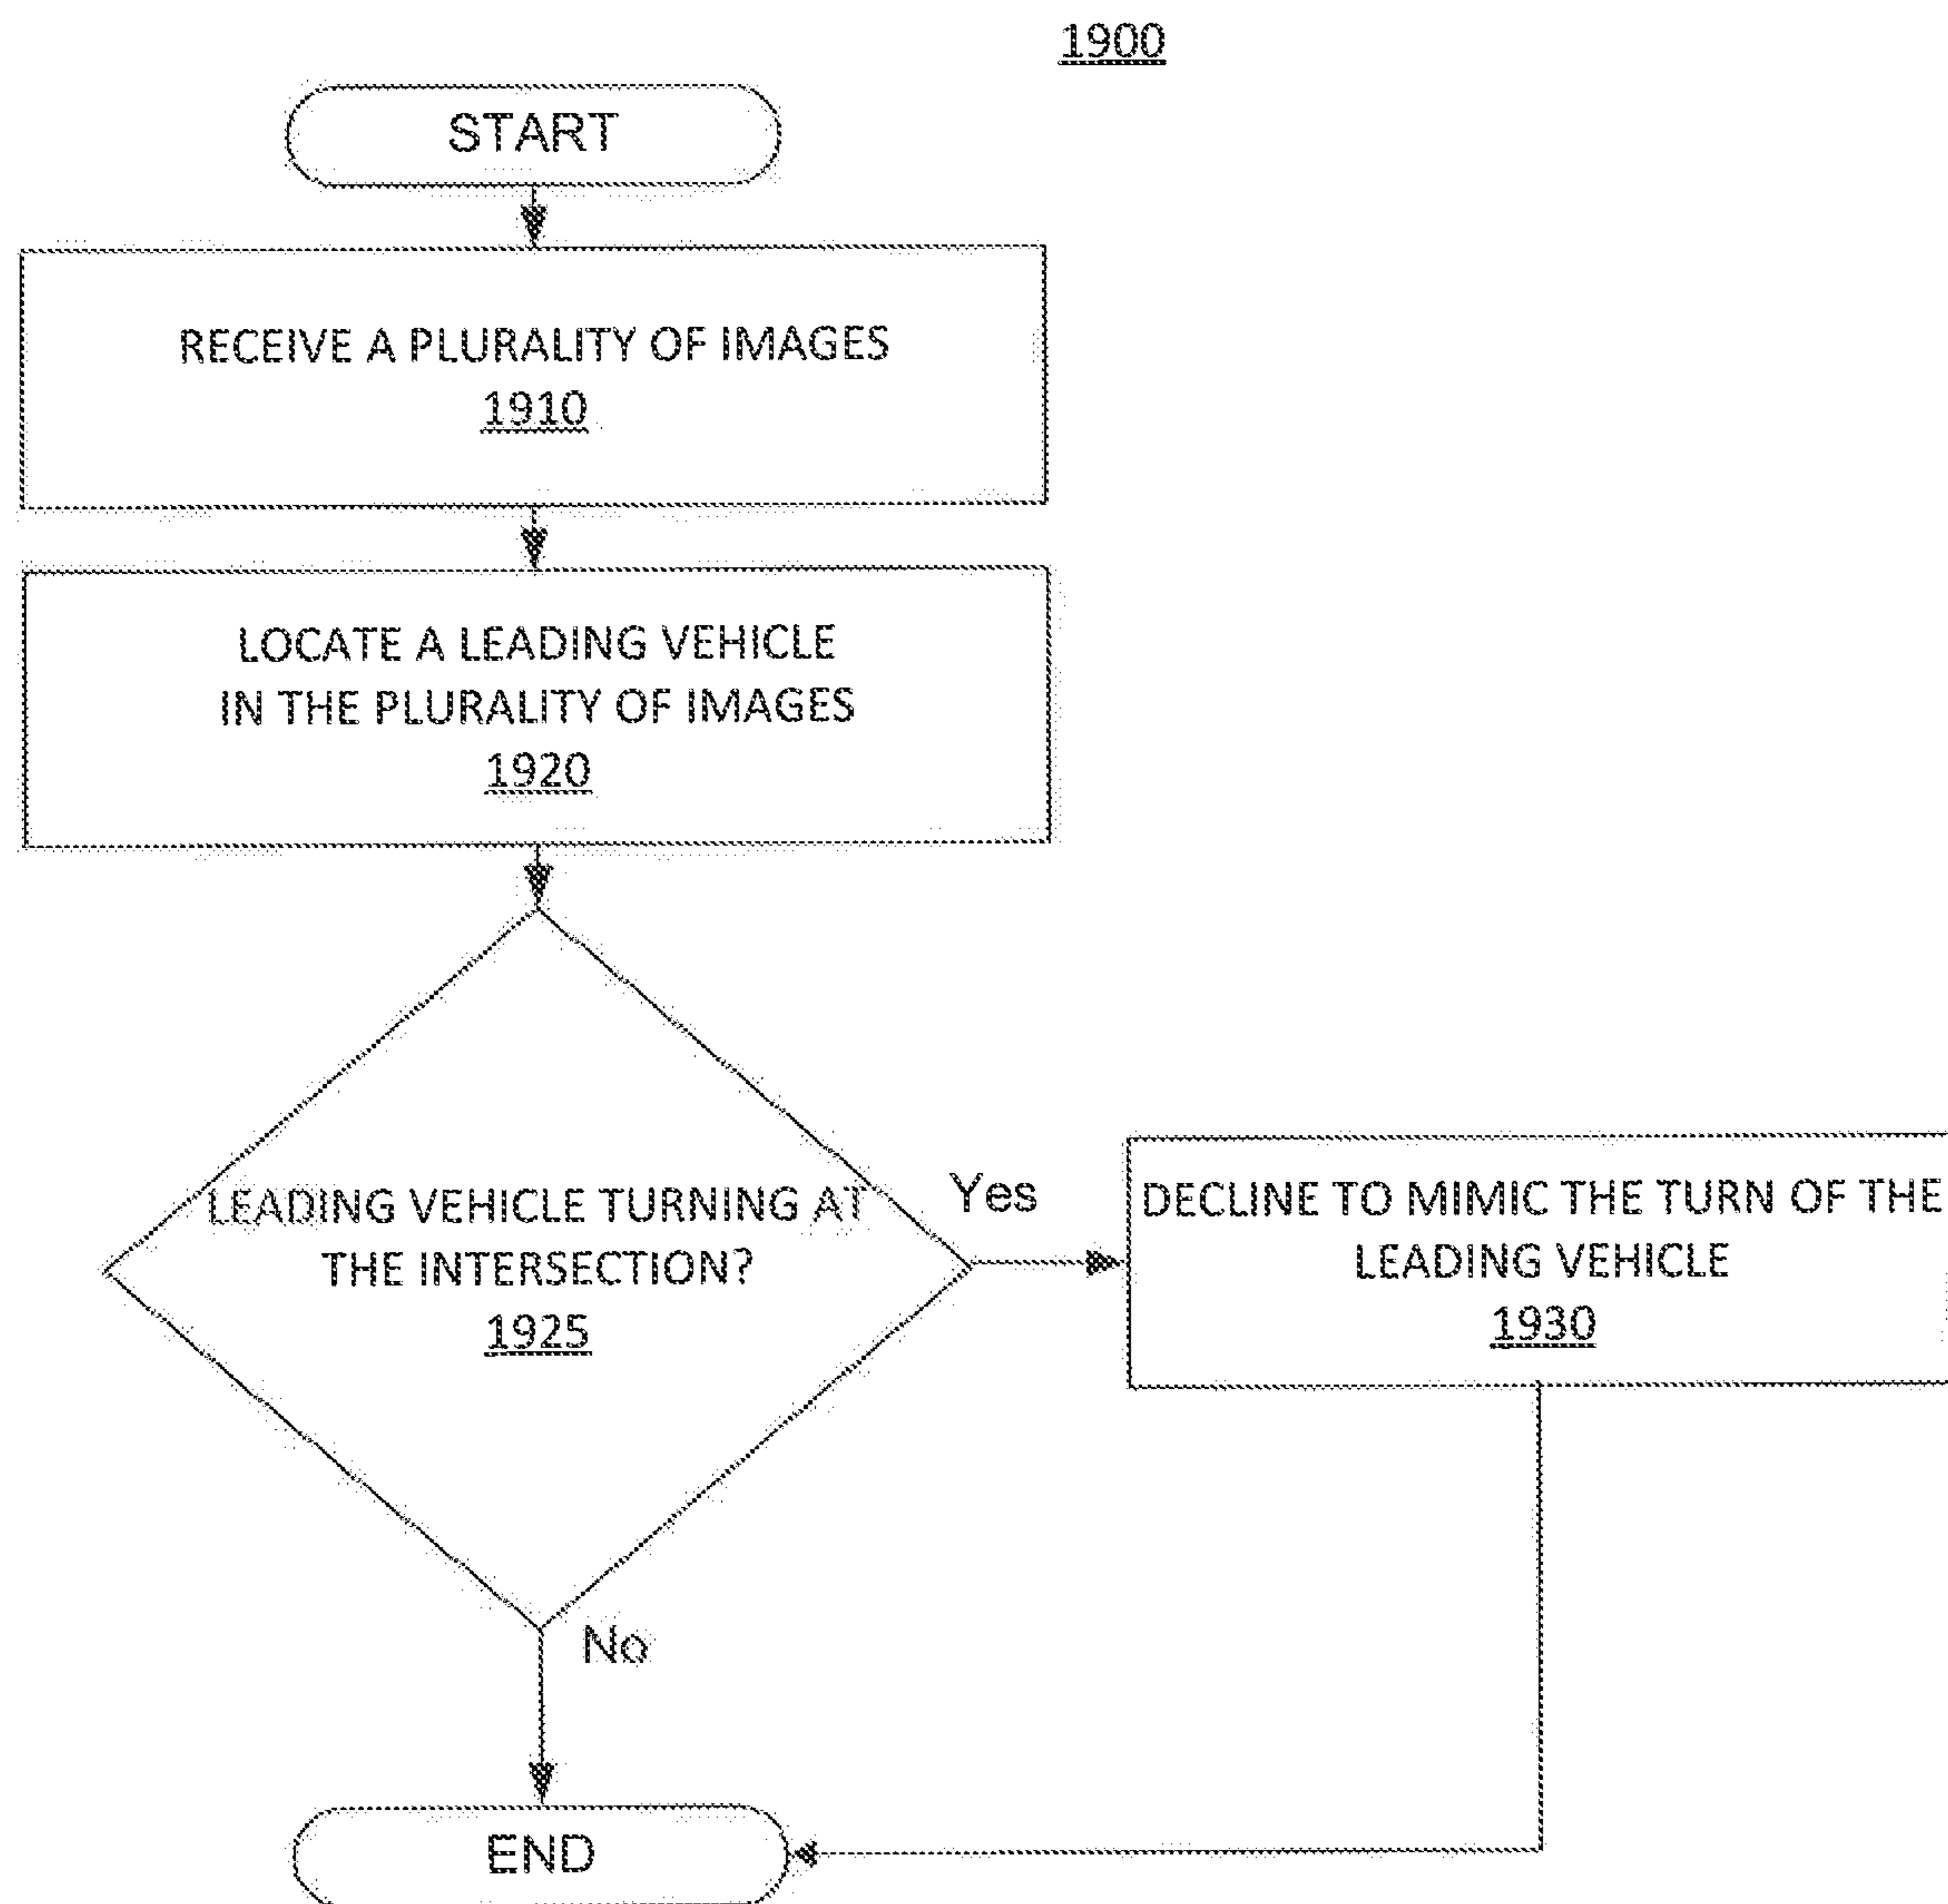 1900
START
RECEIVE A PLURALITY OF IMAGES
1910
LOCATE A LEADING VEHICLE
IN THE PLURALITY OF IMAGES
1920
LEADING VEHICLE TURNING AT
THE INTERSECTION?
1925
Yes
DECLINE TO MIMIC THE TURN OF THE
LEADING VEHICLE
1930
No
END